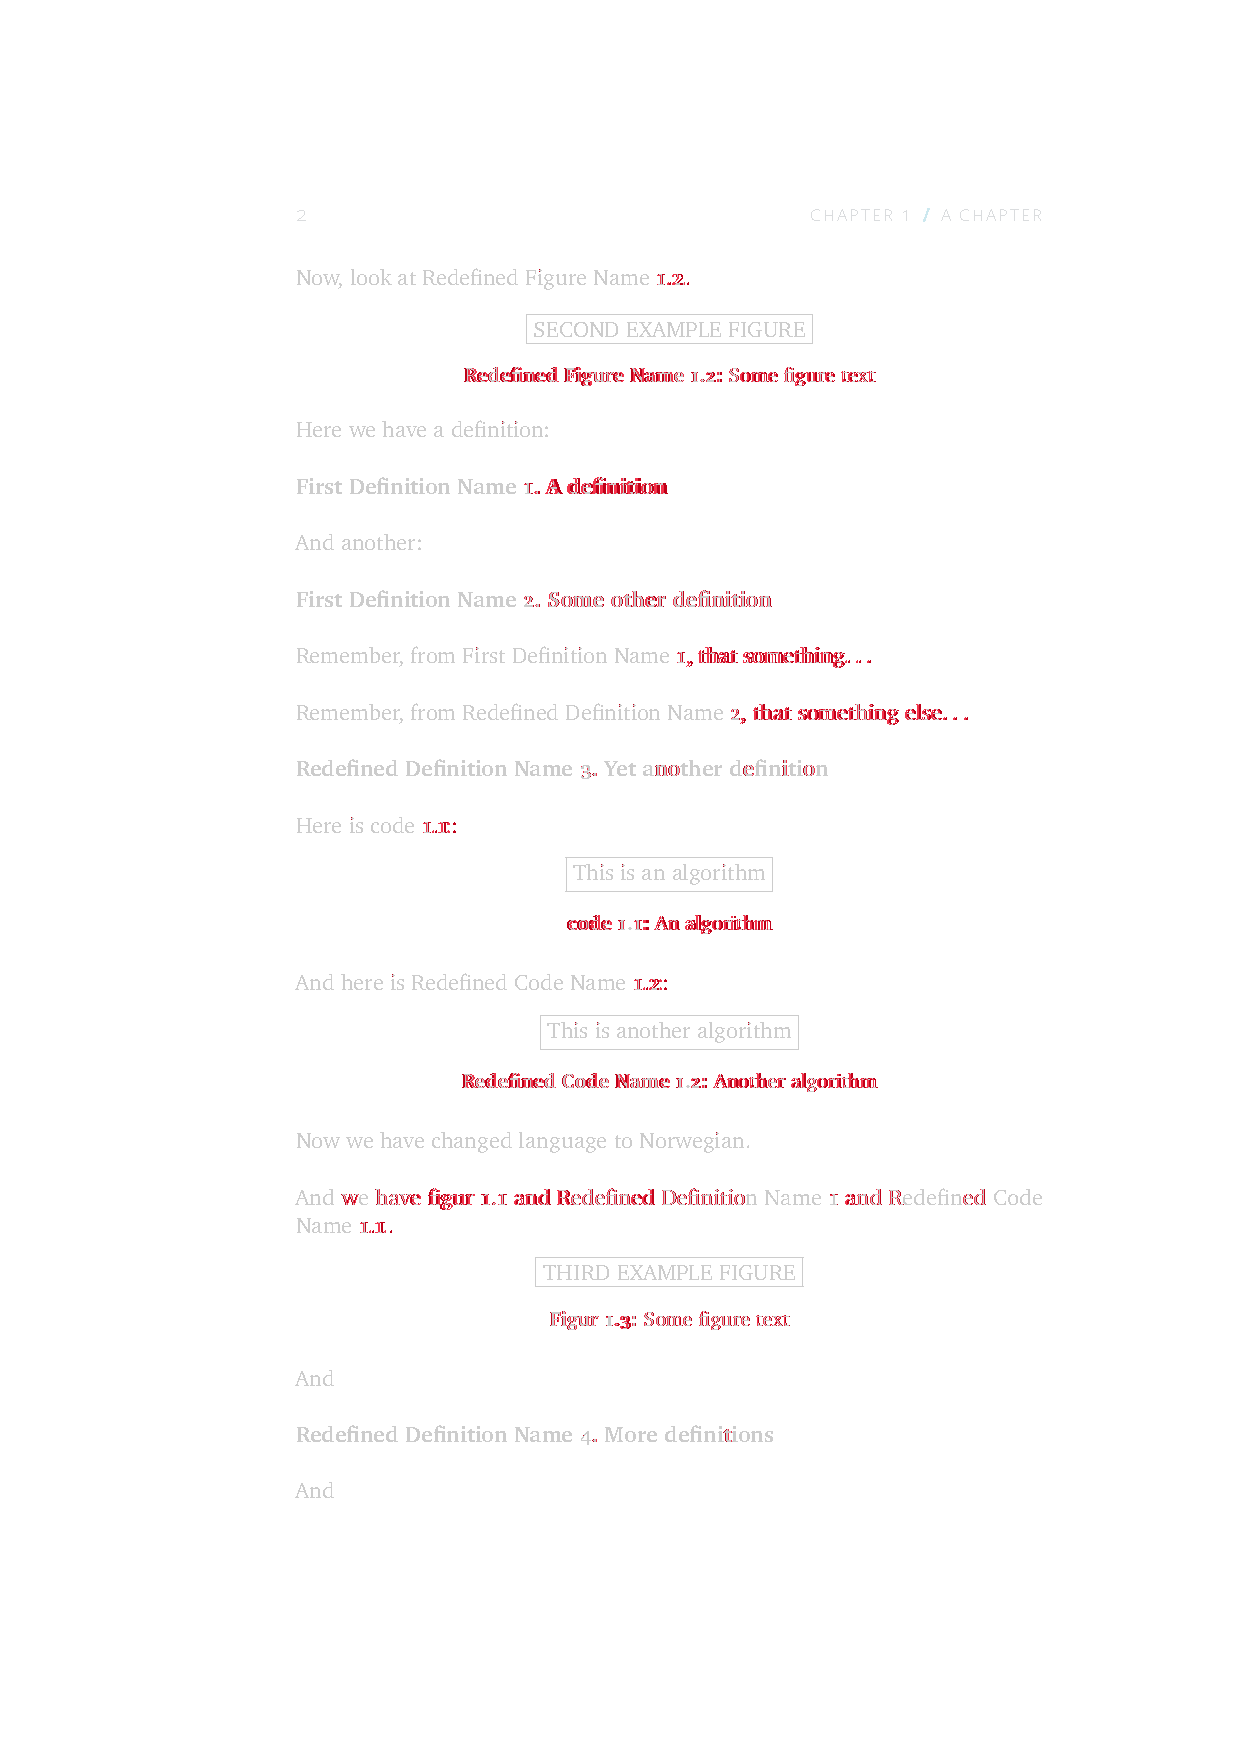 2 CHAPTER 1 / A CHAPTER
Now, look at Redefined Figure Name 1.2.
SECOND EXAMPLE FIGURE
Redefined Figure Name 1.2: Some figure text
Here we have a definition:
First Definition Name 1. A definition
And another:
First Definition Name 2. Some other definition
Remember, from First Definition Name 1, that something…
Remember, from Redefined Definition Name 2, that something else…
Redefined Definition Name 3. Yet another definition
Here is code 1.1:
This is an algorithm
code 1.1: An algorithm
And here is Redefined Code Name 1.2:
This is another algorithm
Redefined Code Name 1.2: Another algorithm
Now we have changed language to Norwegian.
And we have figur 1.1 and Redefined Definition Name 1 and Redefined Code
Name 1.1.
THIRD EXAMPLE FIGURE
Figur 1.3: Some figure text
And
Redefined Definition Name 4. More definitions
And